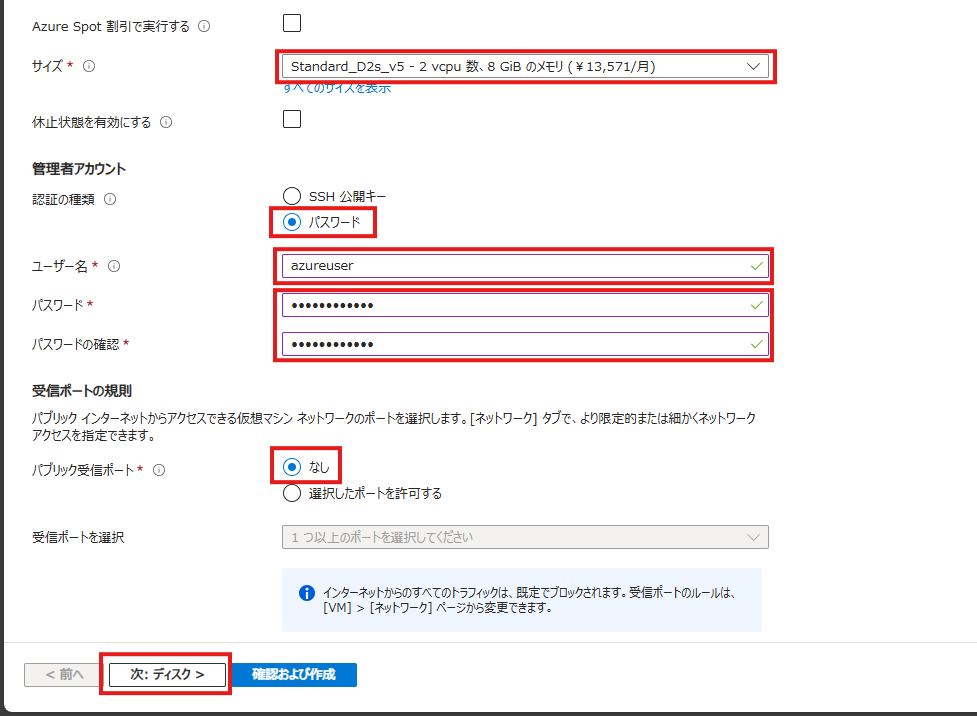 Azure Spot 割引で実行する
サイズ *
Standard_D2s_v5 - 2 vcpu 数、8 GiB のメモリ (￥13,571/月)
すべてのサイズを表示
休止状態を有効にする
管理者アカウント
認証の種類
SSH 公開キー
パスワード
ユーザー名 *
azureuser
パスワード *
••••••••••••
パスワードの確認 *
••••••••••••
受信ポートの規則
パブリック インターネットからアクセスできる仮想マシン ネットワークのポートを選択します。[ネットワーク] タブで、より限定的または細かくネットワーク
アクセスを指定できます。
パブリック受信ポート *
なし
選択したポートを許可する
受信ポートを選択
1 つ以上のポートを選択してください
インターネットからのすべてのトラフィックは、既定でブロックされます。受信ポートのルールは、
[VM] > [ネットワーク] ページから変更できます。
< 前へ
次: ディスク >
確認および作成